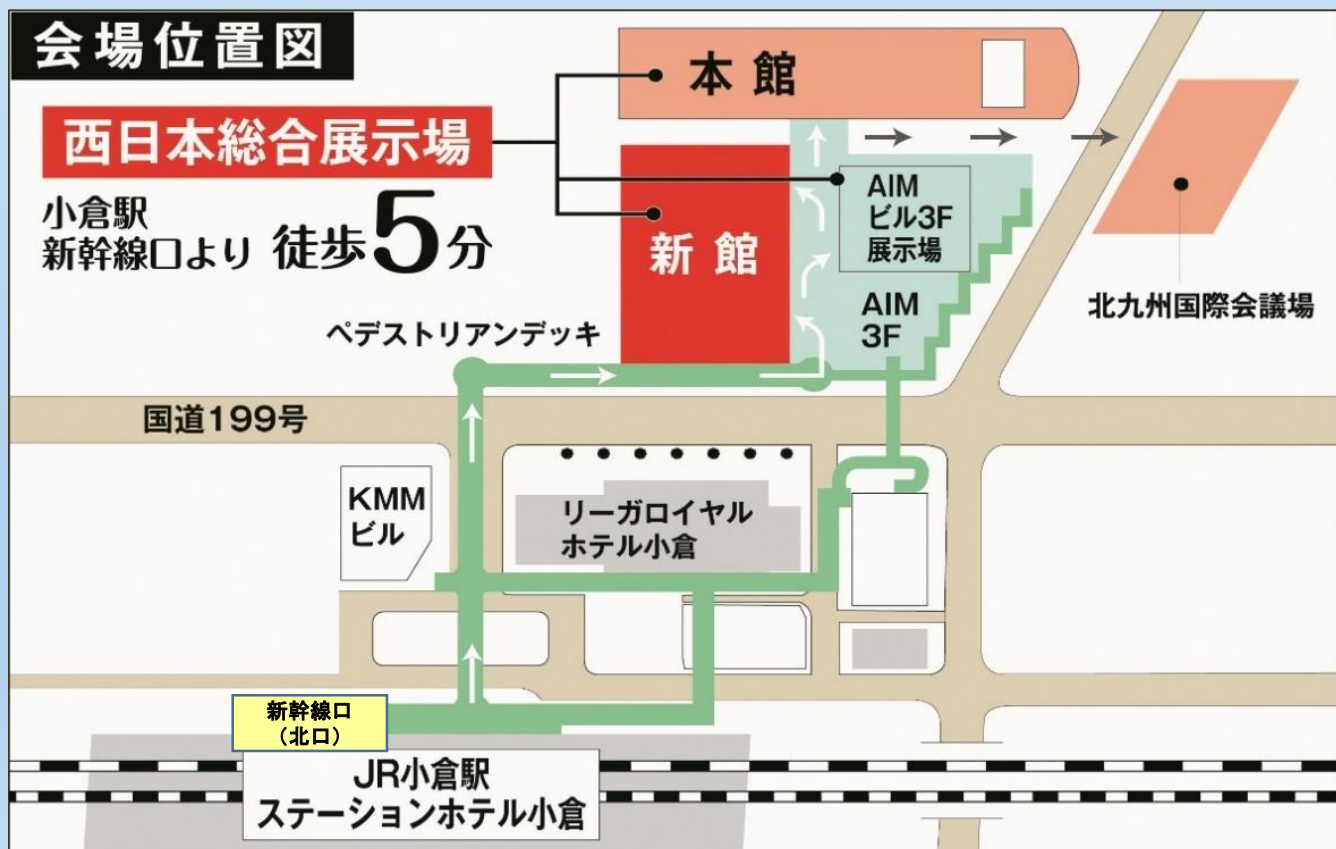 会場位置図
西日本総合展示場
小倉駅
新幹線口より 徒歩5分
本館
新館
AIM
ビル3F
展示場
AIM
3F
北九州国際会議場
ペデストリアンデッキ
国道199号
KMM
ビル
リーガロイヤル
ホテル小倉
新幹線口
（北口）
JR小倉駅
ステーションホテル小倉